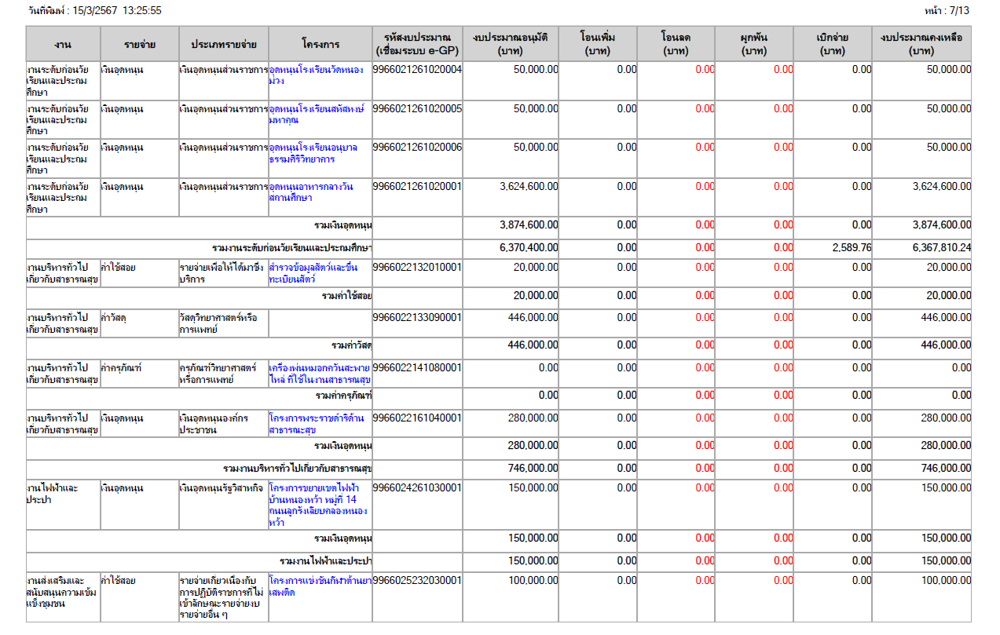 วันที่พิมพ์ : 15/3/2567 13:25:55
หน้า : 7/13
งาน รายจ่าย ประเภทรายจ่าย โครงการ รหัสงบประมาณ (เชื่อมระบบ e-GP) งบประมาณอนุมัติ (บาท) โอนเพิ่ม (บาท) โอนลด (บาท) ผูกพัน (บาท) เบิกจ่าย (บาท) งบประมาณคงเหลือ (บาท)
งานระดับก่อนวัยเรียนและประถมศึกษา เงินอุดหนุน เงินอุดหนุนส่วนราชการ อุดหนุนโรงเรียนวัดหนองม่วง 9966021261020004 50,000.00 0.00 0.00 0.00 0.00 50,000.00
งานระดับก่อนวัยเรียนและประถมศึกษา เงินอุดหนุน เงินอุดหนุนส่วนราชการ อุดหนุนโรงเรียนสหัสหงษ์มหาคุณ 9966021261020005 50,000.00 0.00 0.00 0.00 0.00 50,000.00
งานระดับก่อนวัยเรียนและประถมศึกษา เงินอุดหนุน เงินอุดหนุนส่วนราชการ อุดหนุนโรงเรียนอนุบาลธรรมคีรีวิทยาคาร 9966021261020006 50,000.00 0.00 0.00 0.00 0.00 50,000.00
งานระดับก่อนวัยเรียนและประถมศึกษา เงินอุดหนุน เงินอุดหนุนส่วนราชการ อุดหนุนอาหารกลางวันสถานศึกษา 9966021261020001 3,624,600.00 0.00 0.00 0.00 0.00 3,624,600.00
รวมเงินอุดหนุน 3,874,600.00 0.00 0.00 0.00 0.00 3,874,600.00
รวมงานระดับก่อนวัยเรียนและประถมศึกษา 6,370,400.00 0.00 0.00 0.00 2,589.76 6,367,810.24
งานบริหารทั่วไปเกี่ยวกับสาธารณสุข ค่าใช้สอย รายจ่ายเพื่อให้ได้มาซึ่งบริการ สำรวจข้อมูลสัตว์และขึ้นทะเบียนสัตว์ 9966022132010001 20,000.00 0.00 0.00 0.00 0.00 20,000.00
รวมค่าใช้สอย 20,000.00 0.00 0.00 0.00 0.00 20,000.00
งานบริหารทั่วไปเกี่ยวกับสาธารณสุข ค่าวัสดุ วัสดุวิทยาศาสตร์หรือการแพทย์ 9966022133090001 446,000.00 0.00 0.00 0.00 0.00 446,000.00
รวมค่าวัสดุ 446,000.00 0.00 0.00 0.00 0.00 446,000.00
งานบริหารทั่วไปเกี่ยวกับสาธารณสุข ค่าครุภัณฑ์ ครุภัณฑ์วิทยาศาสตร์หรือการแพทย์ เครื่องพ่นหมอกควันสะพายไหล่ ที่ใช้ในงานสาธารณสุข 9966022141080001 0.00 0.00 0.00 0.00 0.00 0.00
รวมค่าครุภัณฑ์ 0.00 0.00 0.00 0.00 0.00 0.00
งานบริหารทั่วไปเกี่ยวกับสาธารณสุข เงินอุดหนุน เงินอุดหนุนองค์กรประชาชน โครงการพระราชดำริด้านสาธารณะสุข 9966022161040001 280,000.00 0.00 0.00 0.00 0.00 280,000.00
รวมเงินอุดหนุน 280,000.00 0.00 0.00 0.00 0.00 280,000.00
รวมงานบริหารทั่วไปเกี่ยวกับสาธารณสุข 746,000.00 0.00 0.00 0.00 0.00 746,000.00
งานไฟฟ้าและประปา เงินอุดหนุน เงินอุดหนุนรัฐวิสาหกิจ โครงการขยายเขตไฟฟ้าบ้านหนองหว้า หมู่ที่ 14 ถนนลูกรังเลียบคลองหนองหว้า 9966024261030001 150,000.00 0.00 0.00 0.00 0.00 150,000.00
รวมเงินอุดหนุน 150,000.00 0.00 0.00 0.00 0.00 150,000.00
รวมงานไฟฟ้าและประปา 150,000.00 0.00 0.00 0.00 0.00 150,000.00
งานส่งเสริมและสนับสนุนความเข้มแข็งชุมชน ค่าใช้สอย รายจ่ายเกี่ยวเนื่องกับการปฏิบัติราชการที่ไม่เข้าลักษณะรายจ่ายงบรายจ่ายอื่น ๆ โครงการแข่งขันกีฬาต้านยาเสพติด 9966025232030001 100,000.00 0.00 0.00 0.00 0.00 100,000.00